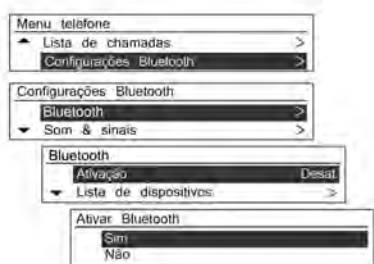 Menu telefone
Lista de chamadas >
Configurações Bluetooth >
Configurações Bluetooth
Bluetooth >
Som & sinais >
Bluetooth
Ativação Desat.
Lista de dispositivos >
Ativar Bluetooth
Sim
Não